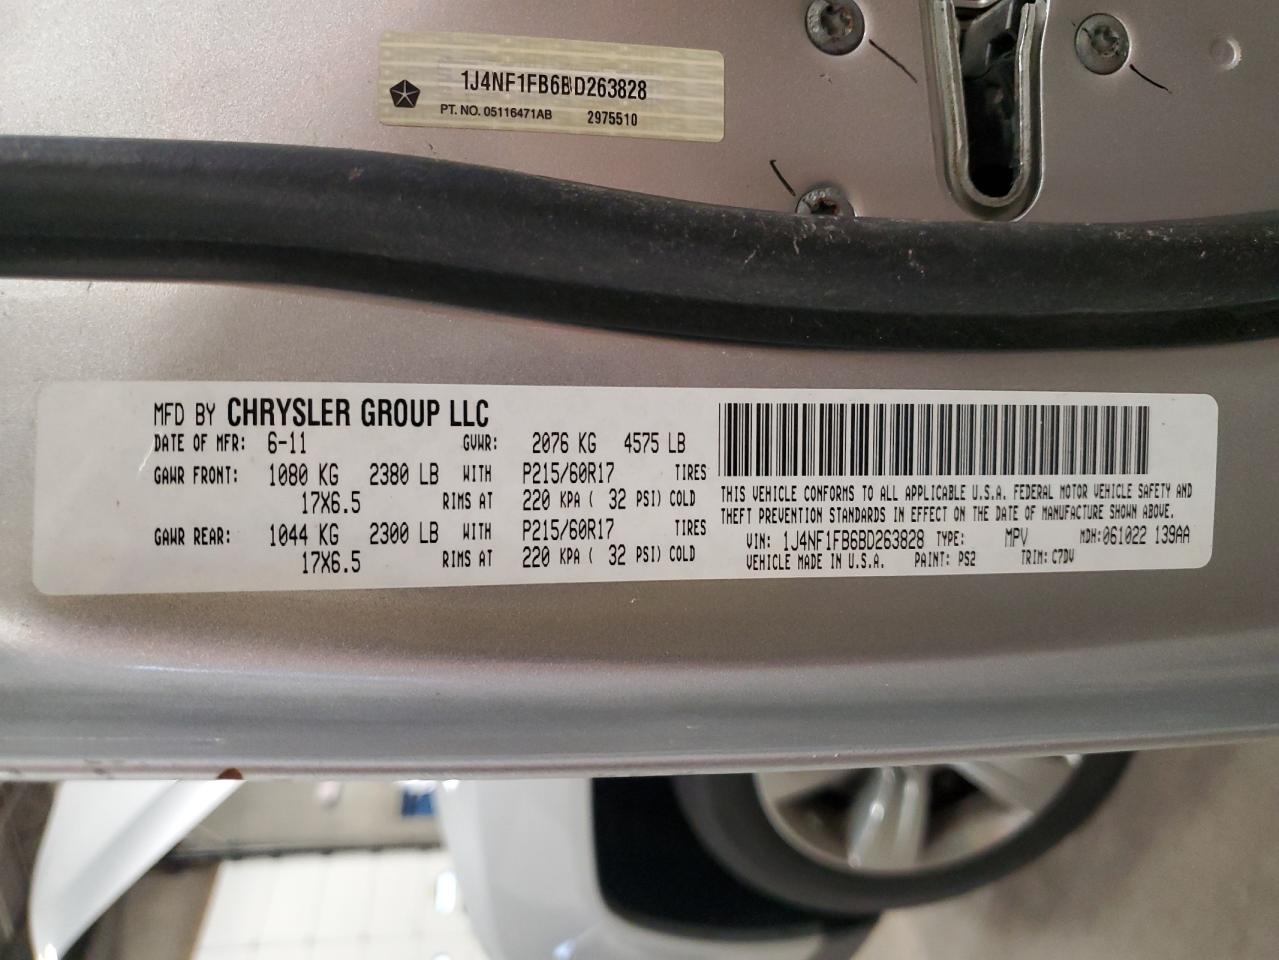 1J4NF1FB6BD263828
PT. NO. 05116471AB 2975510
MFD BY CHRYSLER GROUP LLC
DATE OF MFR: 6-11 GVWR: 2076 KG 4575 LB
GAWR FRONT: 1080 KG 2380 LB WITH P215/60R17 TIRES
17X6.5 RIMS AT 220 KPA ( 32 PSI) COLD
GAWR REAR: 1044 KG 2300 LB WITH P215/60R17 TIRES
17X6.5 RIMS AT 220 KPA ( 32 PSI) COLD
THIS VEHICLE CONFORMS TO ALL APPLICABLE U.S.A. FEDERAL MOTOR VEHICLE SAFETY AND
THEFT PREVENTION STANDARDS IN EFFECT ON THE DATE OF MANUFACTURE SHOWN ABOVE.
VIN: 1J4NF1FB6BD263828 TYPE: MPV MDH: 061022 139AA
VEHICLE MADE IN U.S.A. PAINT: PS2 TRIM: C7DV